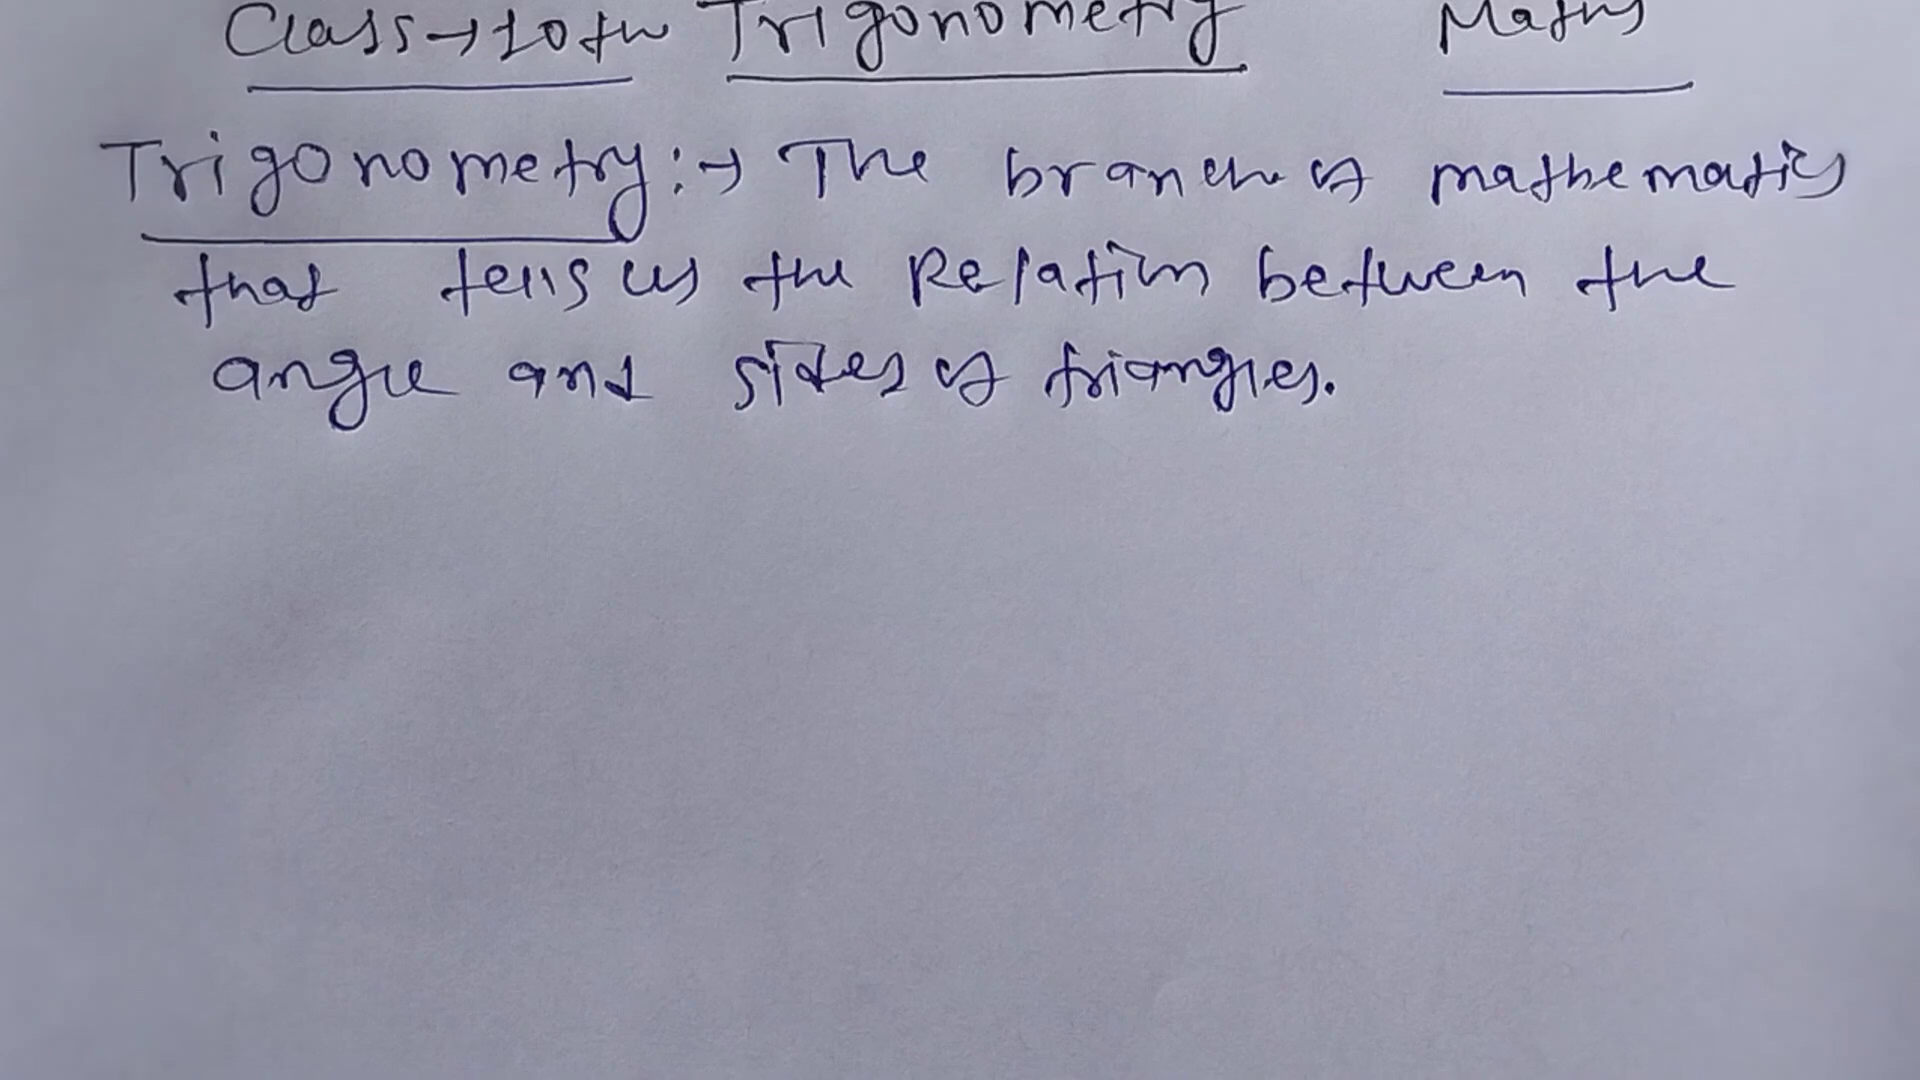 Class→10th Trigonometry Maths
Trigonometry:→ The branch of mathematics
that tells us the Relation between the
angle and sides of triangles.